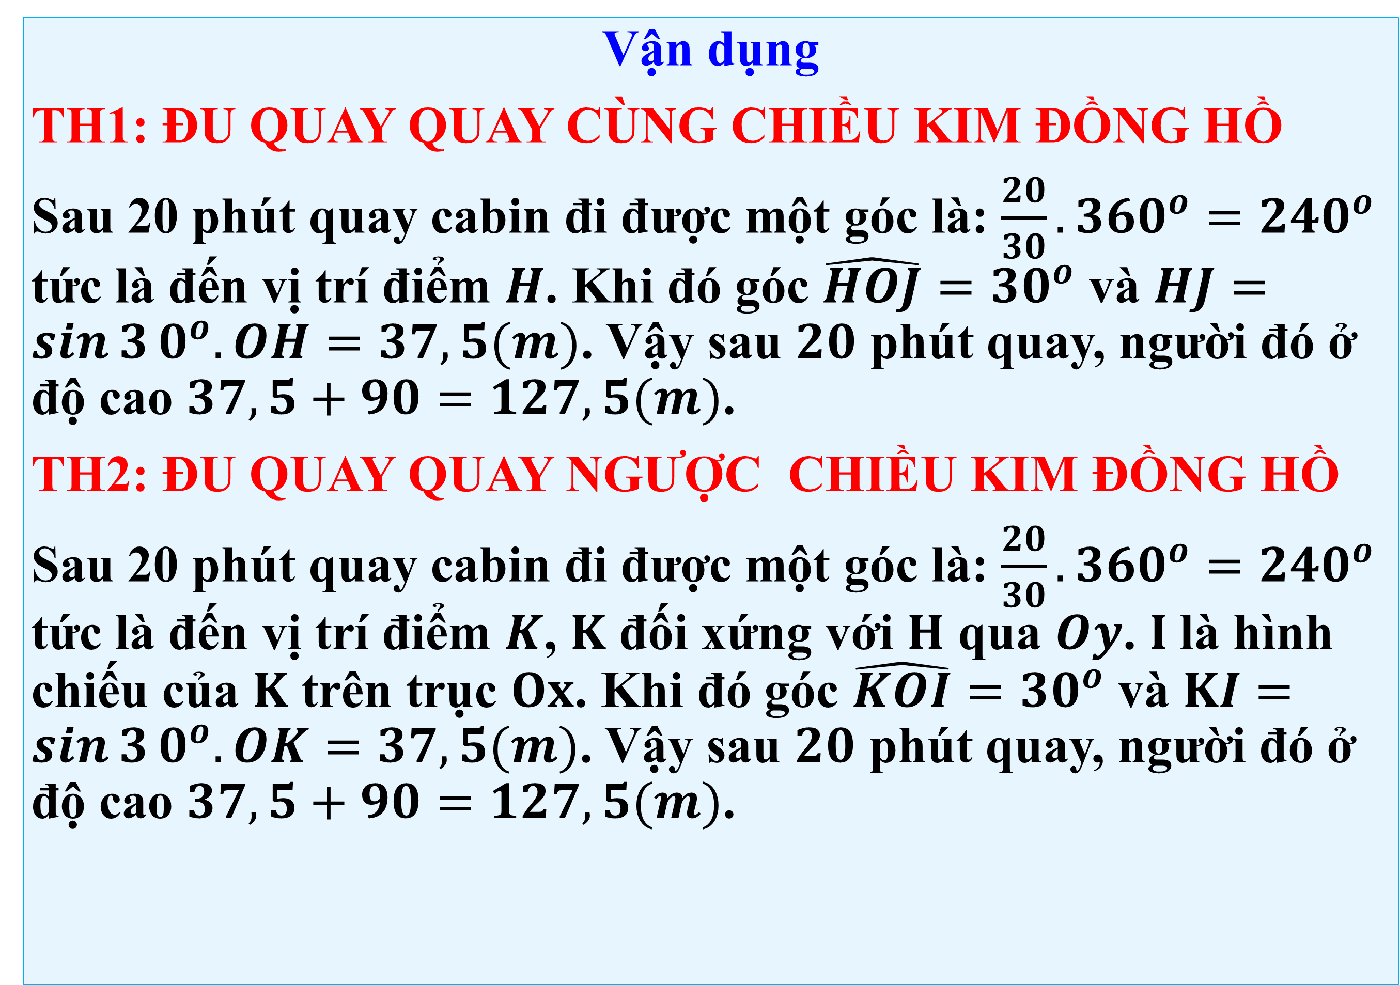 Vận dụng
TH1: ĐU QUAY QUAY CÙNG CHIỀU KIM ĐỒNG HỒ
Sau 20 phút quay cabin đi được một góc là: 20/30 . 360° = 240°
tức là đến vị trí điểm H. Khi đó góc \widehat{HOJ} = 30° và HJ =
sin 3 0°. OH = 37, 5(m). Vậy sau 20 phút quay, người đó ở
độ cao 37, 5 + 90 = 127, 5(m).
TH2: ĐU QUAY QUAY NGƯỢC CHIỀU KIM ĐỒNG HỒ
Sau 20 phút quay cabin đi được một góc là: 20/30 . 360° = 240°
tức là đến vị trí điểm K, K đối xứng với H qua Oy. I là hình
chiếu của K trên trục Ox. Khi đó góc \widehat{KOI} = 30° và KI =
sin 3 0°. OK = 37, 5(m). Vậy sau 20 phút quay, người đó ở
độ cao 37, 5 + 90 = 127, 5(m).